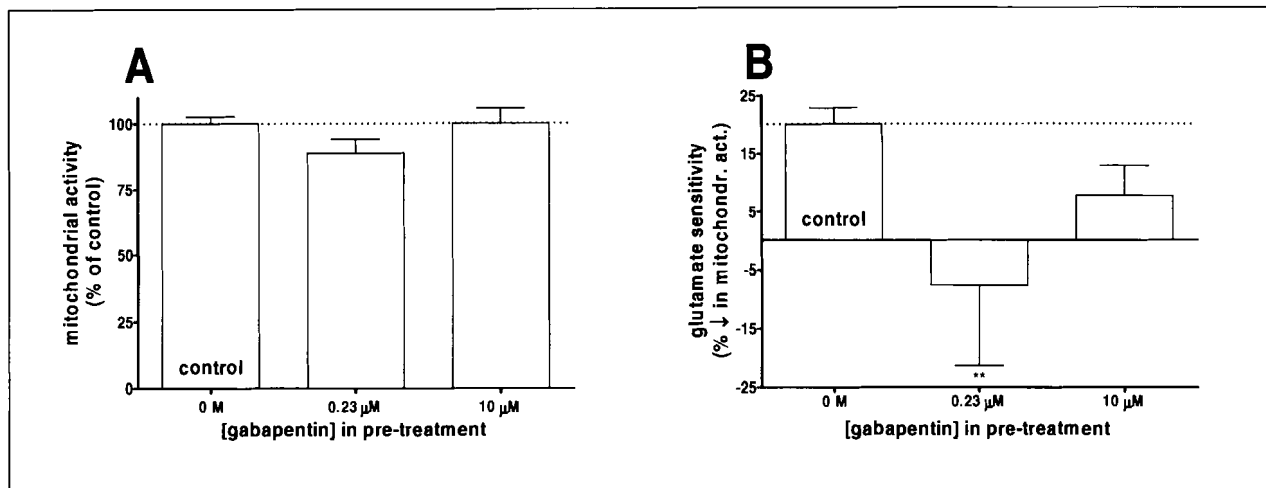 A
mitochondrial activity
(% of control)
100
75
50
25
0
control
0 M
0.23 µM
10 µM
[gabapentin] in pre-treatment
B
glutamate sensitivity
(% ↓ in mitochondr. act.)
25
15
5
-5
-15
-25
control
**
0 M
0.23 µM
10 µM
[gabapentin] in pre-treatment